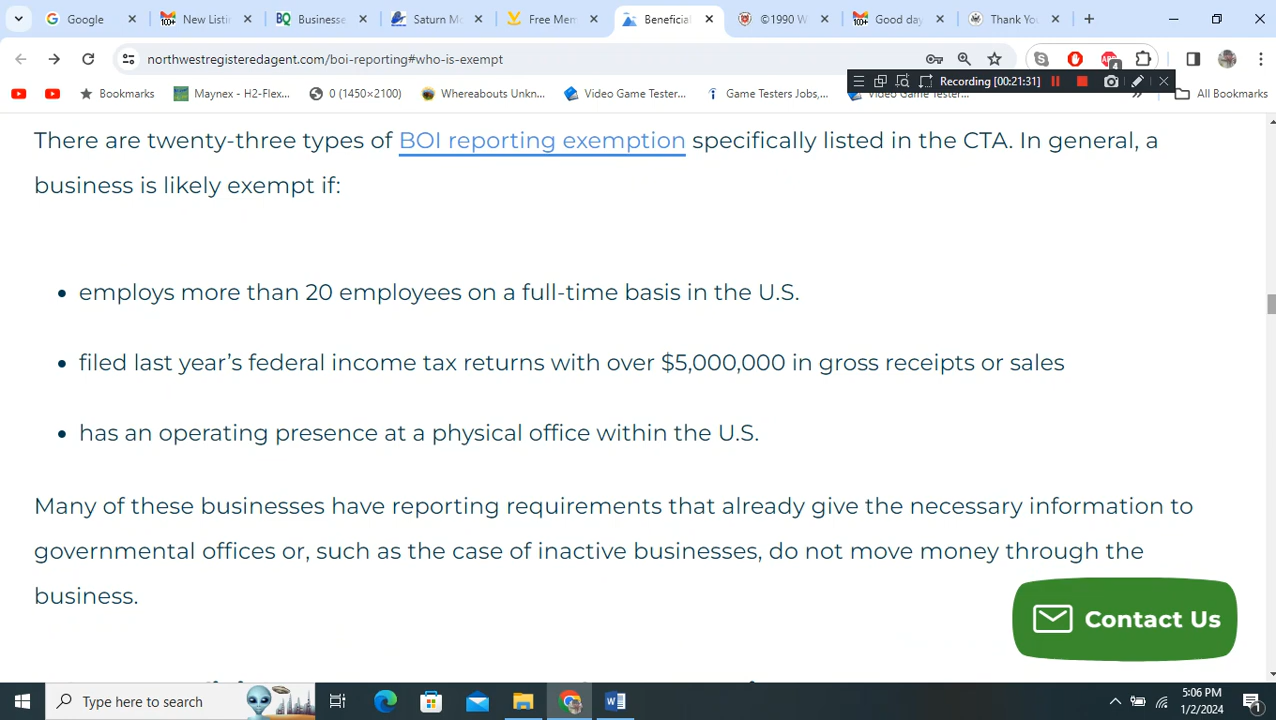 Google
New Listi
Businesse
Saturn Mo
Free Mem
Beneficial
©1990 W
Good day
Thank You
northwestregisteredagent.com/boi-reporting#who-is-exempt
Recording [00:21:31]
Bookmarks
Maynex - H2-Flex...
0 (1450×2100)
Whereabouts Unkn...
Video Game Tester...
Game Testers Jobs,...
Video Game Tester...
All Bookmarks
There are twenty-three types of BOI reporting exemption specifically listed in the CTA. In general, a
business is likely exempt if:
• employs more than 20 employees on a full-time basis in the U.S.
• filed last year's federal income tax returns with over $5,000,000 in gross receipts or sales
• has an operating presence at a physical office within the U.S.
Many of these businesses have reporting requirements that already give the necessary information to
governmental offices or, such as the case of inactive businesses, do not move money through the
business.
Contact Us
Type here to search
5:06 PM
1/2/2024